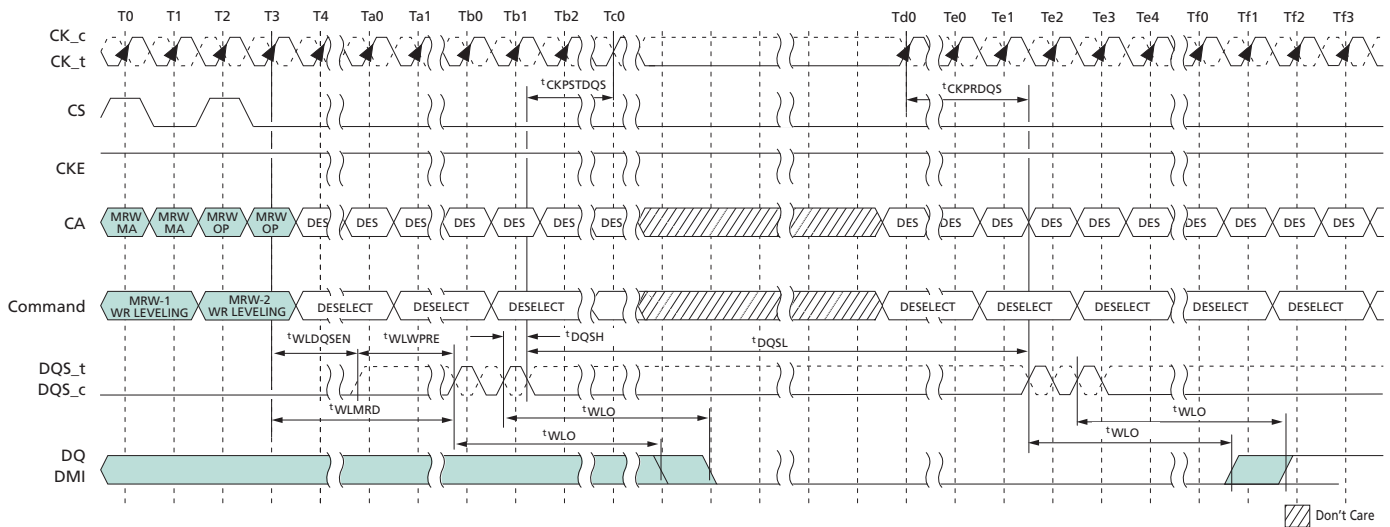 T0 T1 T2 T3 T4 Ta0 Ta1 Tb0 Tb1 Tb2 Tc0 Td0 Te0 Te1 Te2 Te3 Te4 Tf0 Tf1 Tf2 Tf3
CK_c
CK_t
tCKPSTDQS tCKPRDQS
CS
CKE
CA
MRW MA
MRW MA
MRW OP
MRW OP
DES DES DES DES DES DES DES DES DES DES DES DES DES DES DES DES DES
Command
MRW-1 WR LEVELING
MRW-2 WR LEVELING
DESELECT DESELECT DESELECT DESELECT DESELECT DESELECT DESELECT DESELECT
tWLDQSEN tWLWPRE tDQSH tDQSL
DQS_t
DQS_c
tWLMRD tWLO tWLO
tWLO tWLO
DQ
DMI
Don't Care